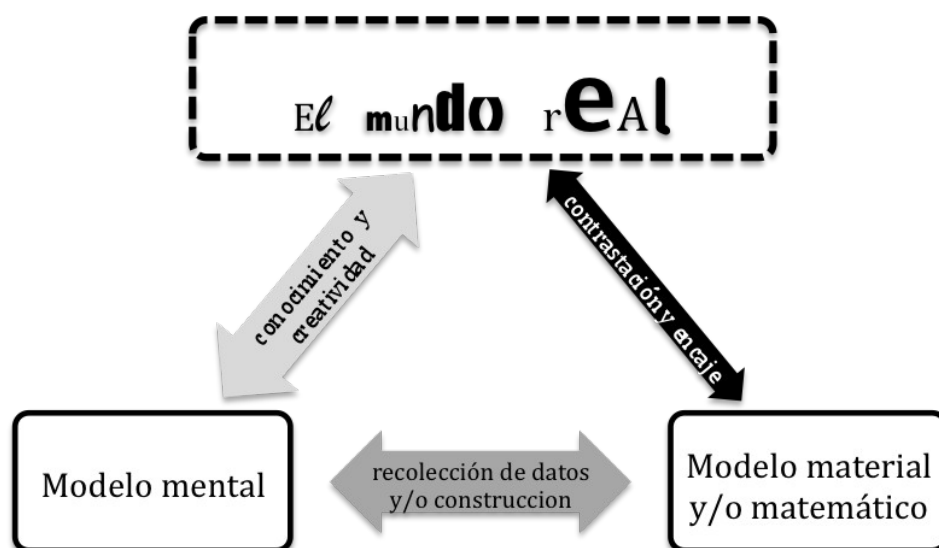 El mundo reAl
conocimiento y
creatividad
contrastación y encaje
Modelo mental
recolección de datos
y/o construccion
Modelo material
y/o matemático